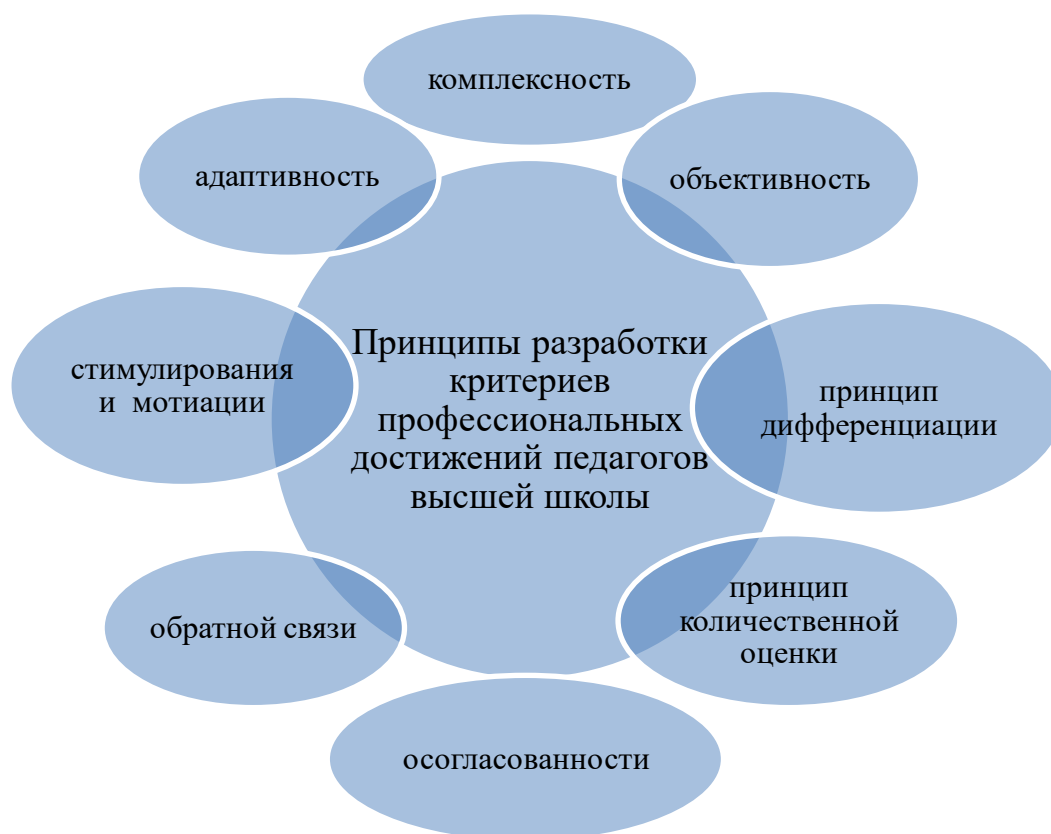 комплексность
адаптивность
объективность
Принципы разработки
критериев
профессиональных
достижений педагогов
высшей школы
стимулирования
и мотиации
принцип
дифференциации
принцип
количественной
оценки
обратной связи
осогласованности